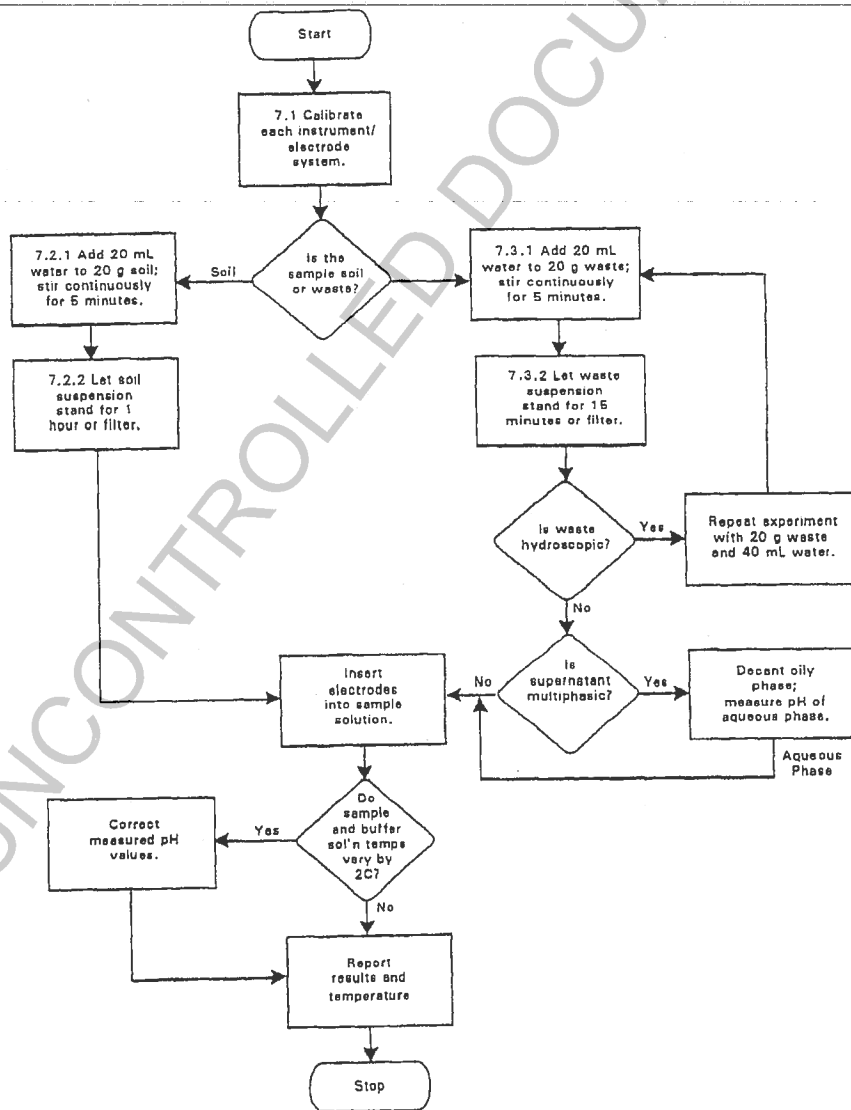 Start
7.1 Calibrate
each instrument/
electrode
system.
Is the
sample soil
or waste?
Soil
7.2.1 Add 20 mL
water to 20 g soil;
stir continuously
for 5 minutes.
7.3.1 Add 20 mL
water to 20 g waste;
stir continuously
for 5 minutes.
7.2.2 Let soil
suspension
stand for 1
hour or filter.
7.3.2 Let waste
suspension
stand for 15
minutes or filter.
Is waste
hydroscopic?
Yes
Repeat experiment
with 20 g waste
and 40 mL water.
No
Is
supernatant
multiphasic?
No
Yes
Decant oily
phase;
measure pH of
aqueous phase.
Aqueous
Phase
Insert
electrodes
into sample
solution.
Do
sample
and buffer
sol'n temps
vary by
2C?
Yes
Correct
measured pH
values.
No
Report
results and
temperature
Stop